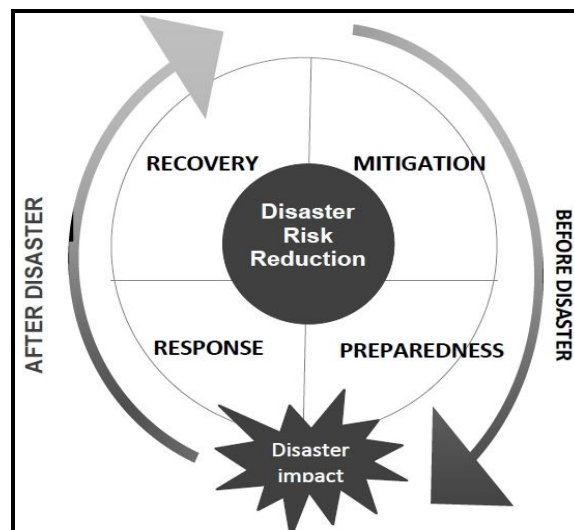 RECOVERY
MITIGATION
Disaster
Risk
Reduction
AFTER DISASTER
BEFORE DISASTER
RESPONSE
PREPAREDNESS
Disaster
impact